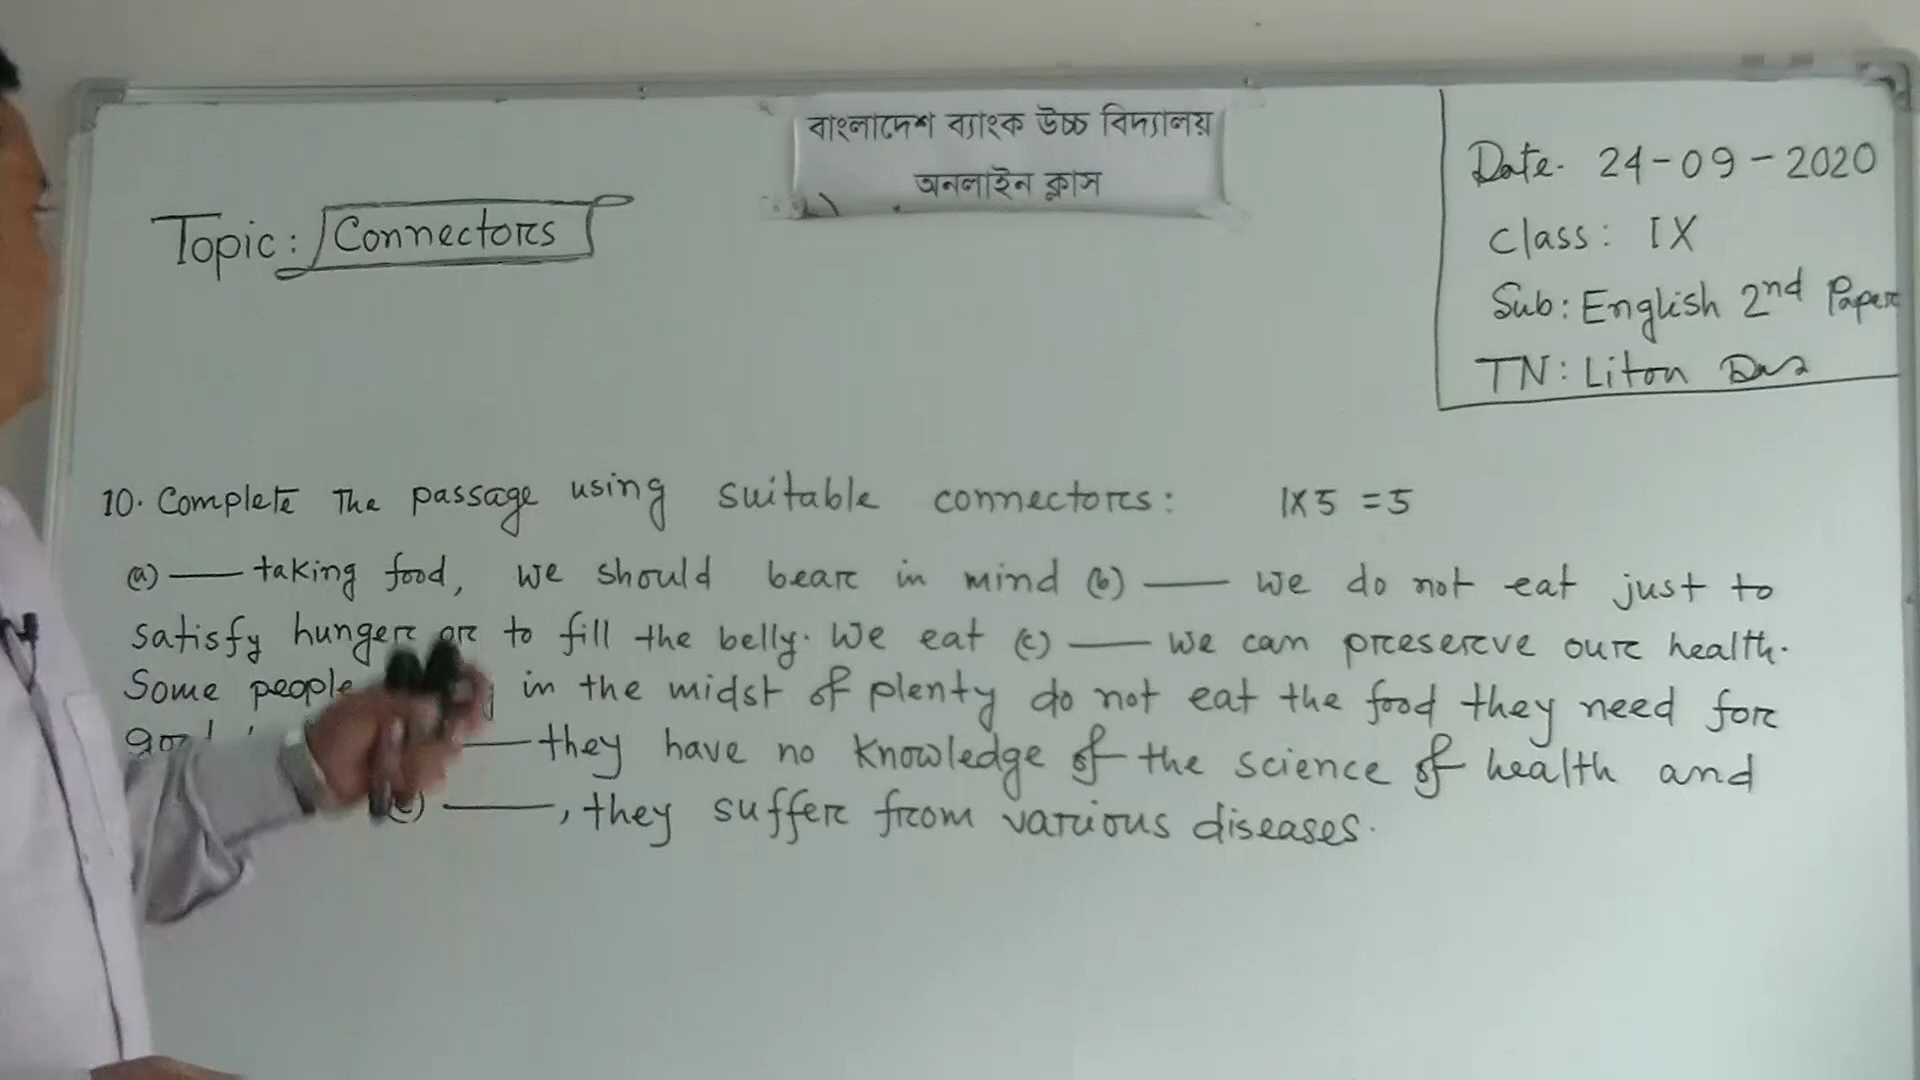 বাংলাদেশ ব্যাংক উচ্চ বিদ্যালয়
অনলাইন ক্লাস
Topic: Connectors
Date. 24-09-2020
Class: IX
Sub: English 2nd Paper
TN: Liton Das
10. Complete The passage using suitable connectors: 1X5 =5
(a) — taking food, we should bear in mind (b) — we do not eat just to
satisfy hunger or to fill the belly. We eat (c) — we can preserve our health.
Some people in the midst of plenty do not eat the food they need for
— they have no knowledge of the science of health and
—, they suffer from various diseases.